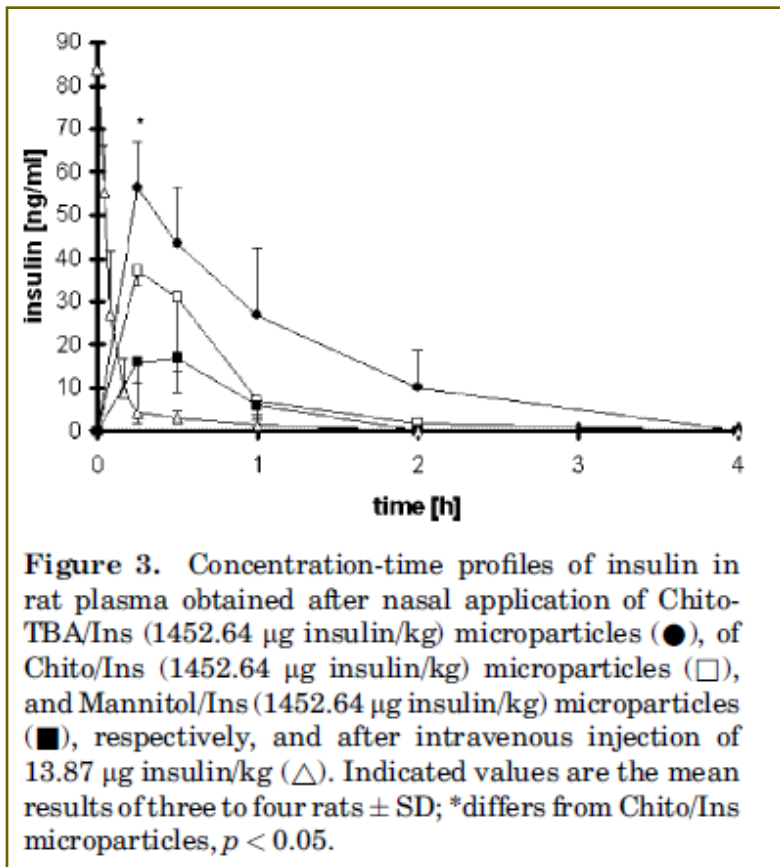 90
80
*
70
60
50
insulin [ng/ml]
40
30
20
10
0
0 1 2 3 4
time [h]
Figure 3. Concentration-time profiles of insulin in
rat plasma obtained after nasal application of Chito-
TBA/Ins (1452.64 μg insulin/kg) microparticles (●), of
Chito/Ins (1452.64 μg insulin/kg) microparticles (□),
and Mannitol/Ins (1452.64 μg insulin/kg) microparticles
(■), respectively, and after intravenous injection of
13.87 μg insulin/kg (△). Indicated values are the mean
results of three to four rats ± SD; *differs from Chito/Ins
microparticles, p < 0.05.